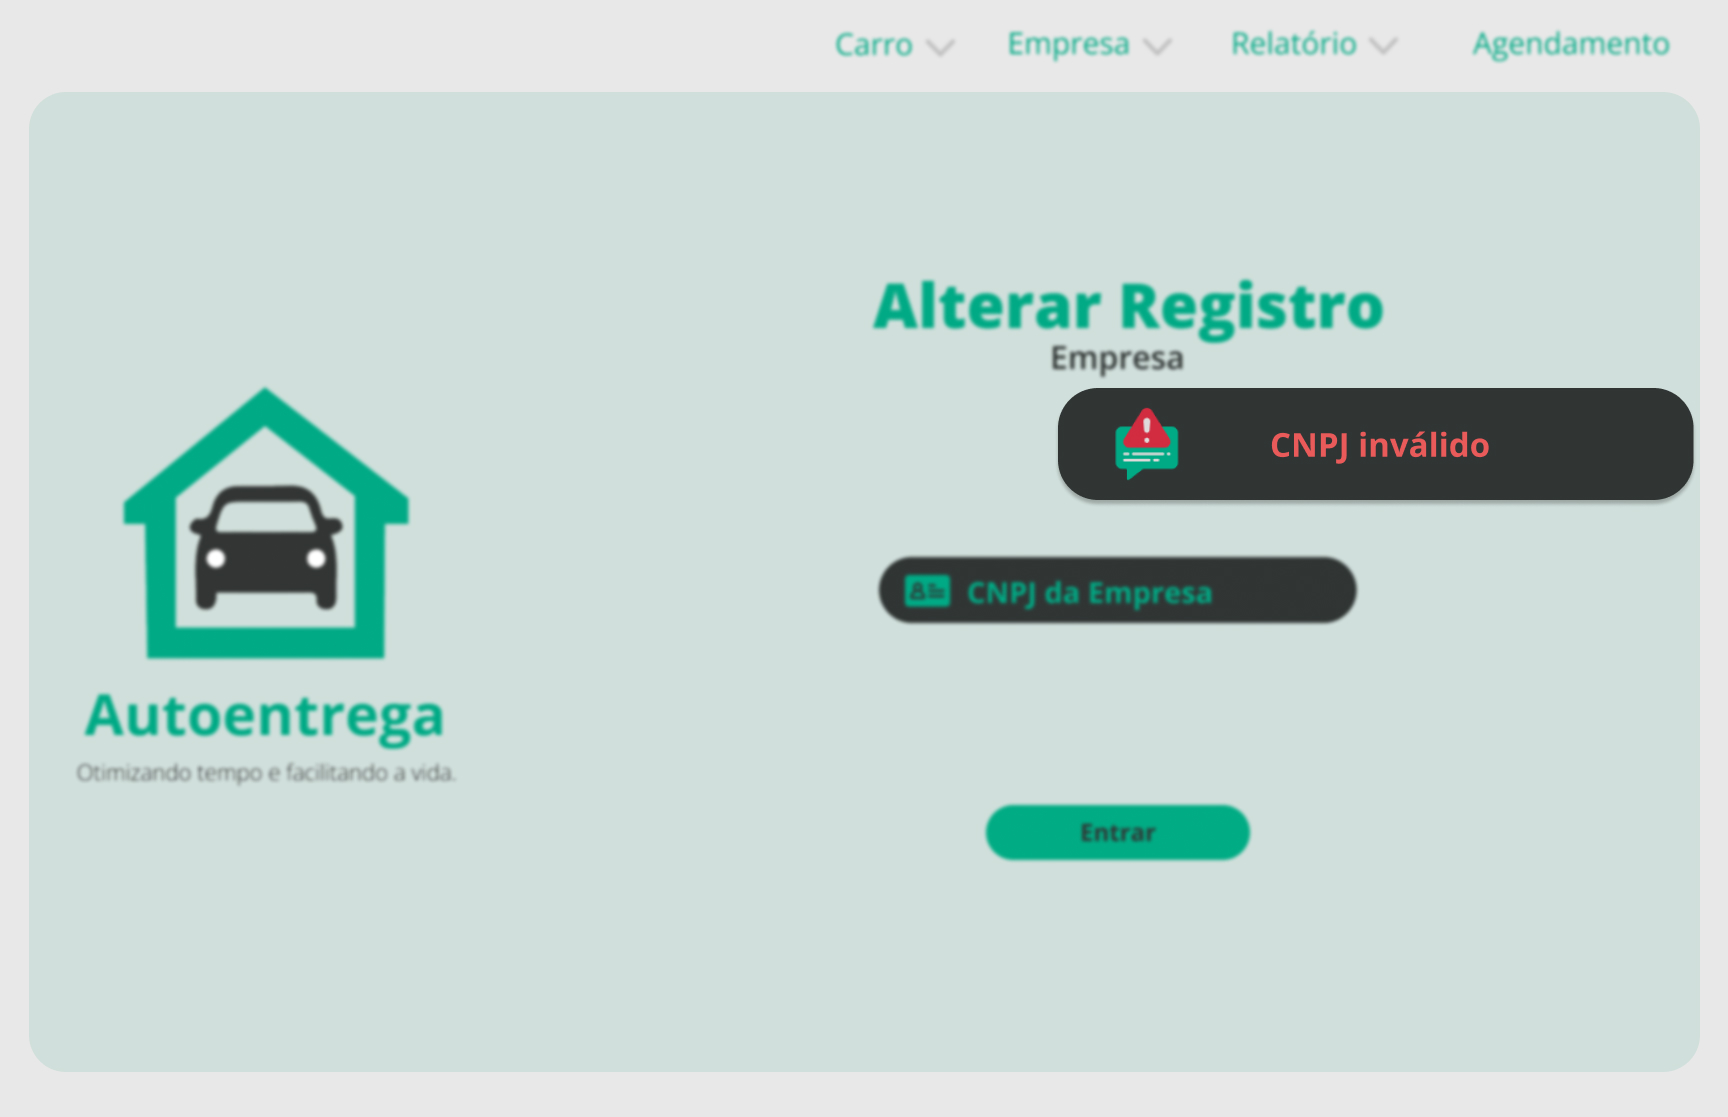 Carro Empresa Relatório Agendamento
Alterar Registro
Empresa
CNPJ inválido
CNPJ da Empresa
Autoentrega
Otimizando tempo e facilitando a vida.
Entrar